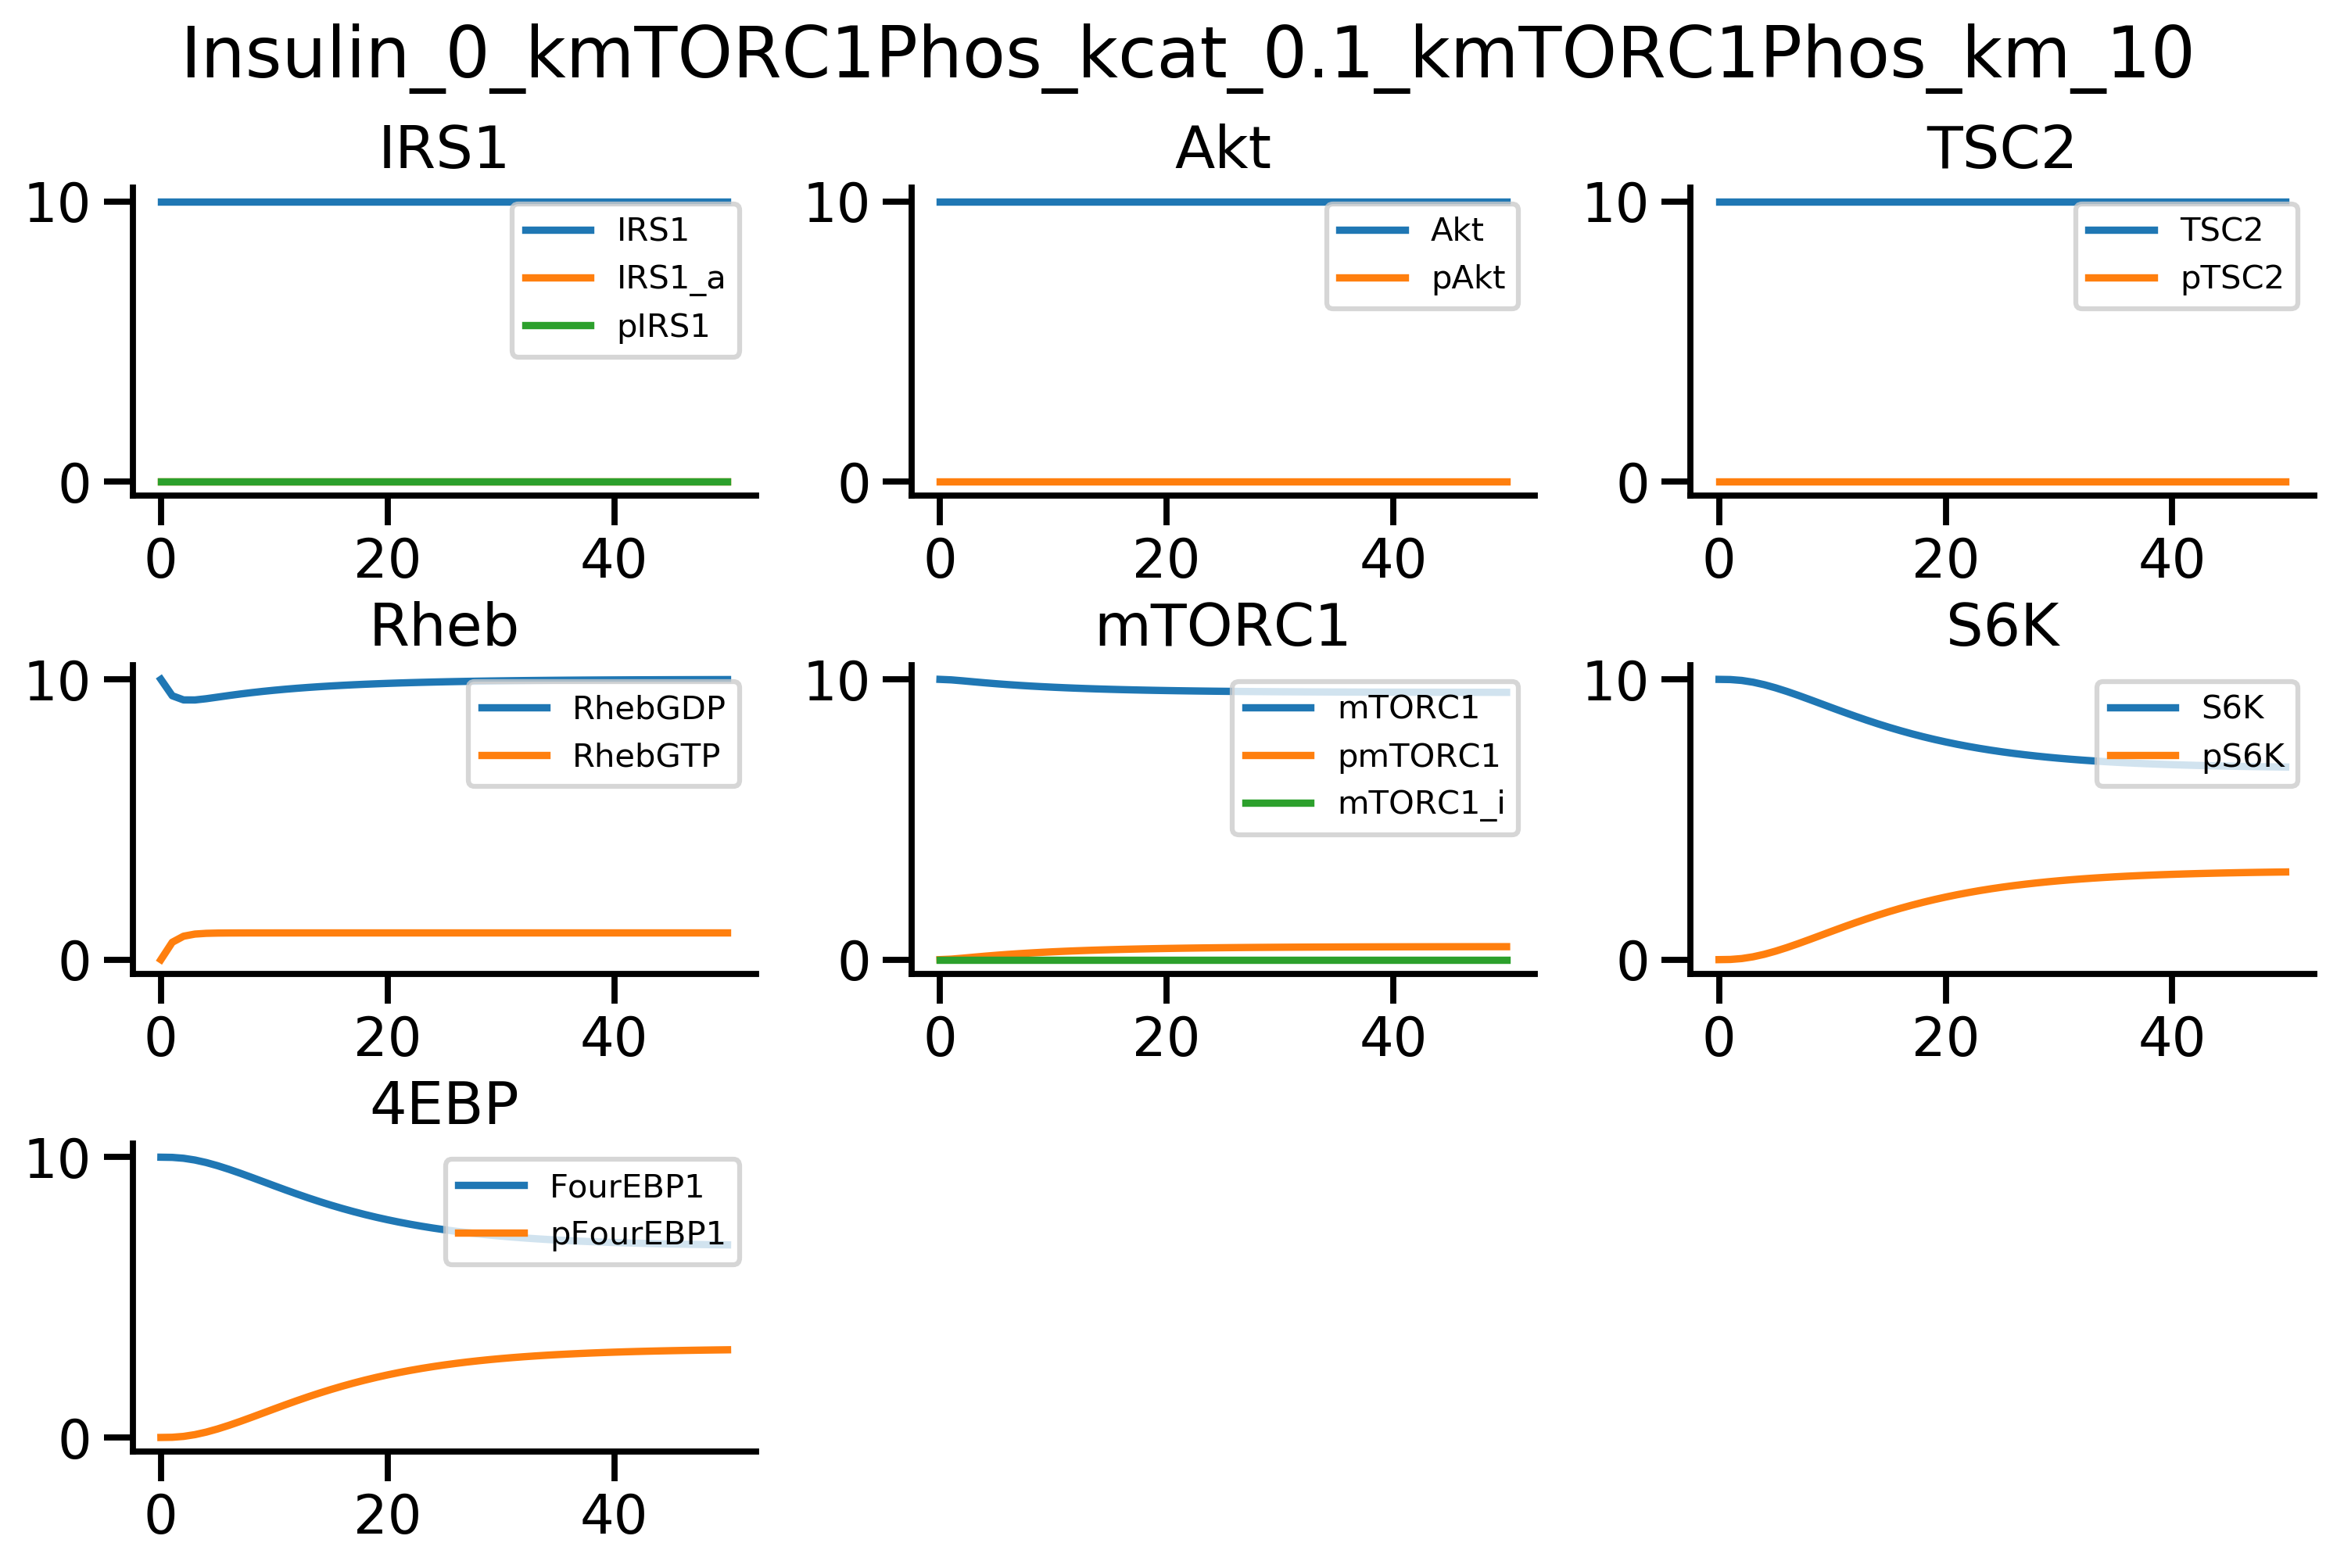 Insulin_0_kmTORC1Phos_kcat_0.1_kmTORC1Phos_km_10
IRS1
10
0
0 20 40
IRS1
IRS1_a
pIRS1
Akt
10
0
0 20 40
Akt
pAkt
TSC2
10
0
0 20 40
TSC2
pTSC2
Rheb
10
0
0 20 40
RhebGDP
RhebGTP
mTORC1
10
0
0 20 40
mTORC1
pmTORC1
mTORC1_i
S6K
10
0
0 20 40
S6K
pS6K
4EBP
10
0
0 20 40
FourEBP1
pFourEBP1